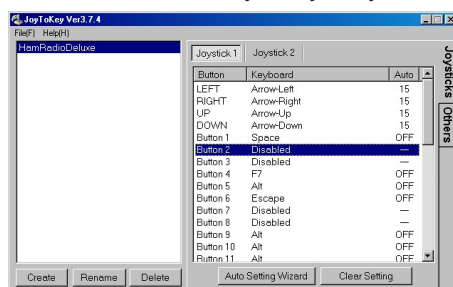 JoyToKey Ver3.7.4
File(F) Help(H)
HamRadioDeluxe
Joystick 1 Joystick 2
Button Keyboard Auto
LEFT Arrow-Left 15
RIGHT Arrow-Right 15
UP Arrow-Up 15
DOWN Arrow-Down 15
Button 1 Space OFF
Button 2 Disabled —
Button 3 Disabled —
Button 4 F7 OFF
Button 5 Alt OFF
Button 6 Escape OFF
Button 7 Disabled —
Button 8 Disabled —
Button 9 Alt OFF
Button 10 Alt OFF
Button 11 Alt OFF
Joysticks
Others
Create Rename Delete
Auto Setting Wizard Clear Setting